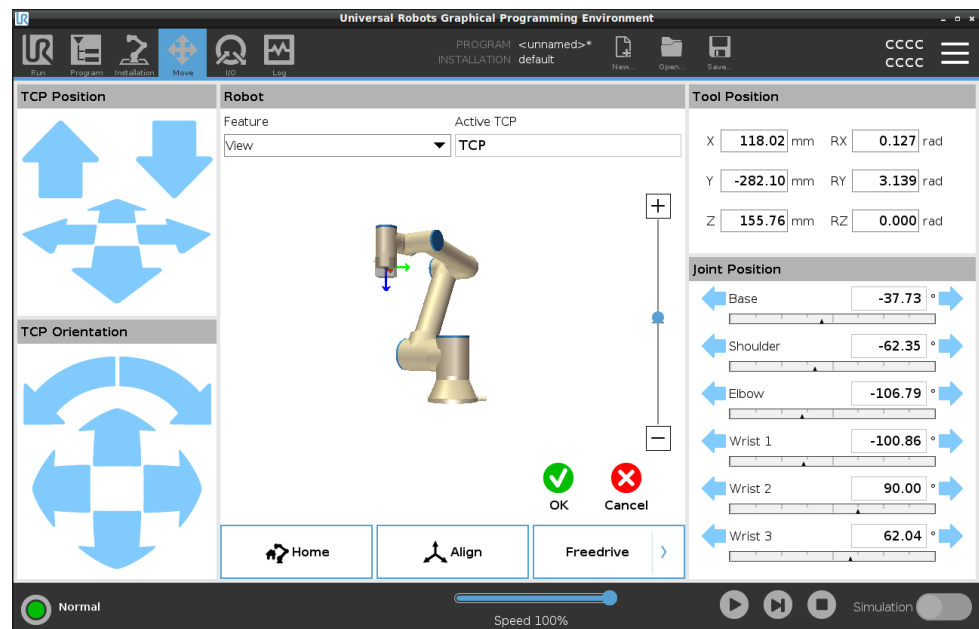 UR
Universal Robots Graphical Programming Environment
UR
Run
Program
Installation
Move
I/O
Log
PROGRAM <unnamed>*
INSTALLATION default
New...
Open...
Save...
CCCC
CCCC
TCP Position
Robot
Tool Position
Feature
Active TCP
View
TCP
X 118.02 mm RX 0.127 rad
Y -282.10 mm RY 3.139 rad
Z 155.76 mm RZ 0.000 rad
Joint Position
Base -37.73 °
TCP Orientation
Shoulder -62.35 °
Elbow -106.79 °
Wrist 1 -100.86 °
Wrist 2 90.00 °
Wrist 3 62.04 °
OK
Cancel
Home
Align
Freedrive
Normal
Speed 100%
Simulation